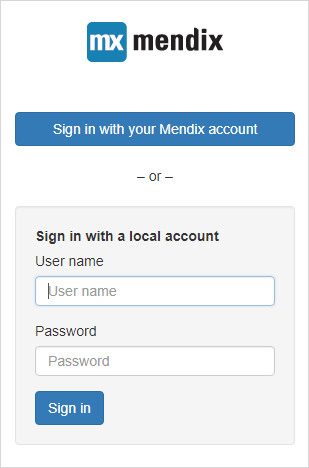 mx mendix
Sign in with your Mendix account
– or –
Sign in with a local account
User name
User name
Password
Password
Sign in